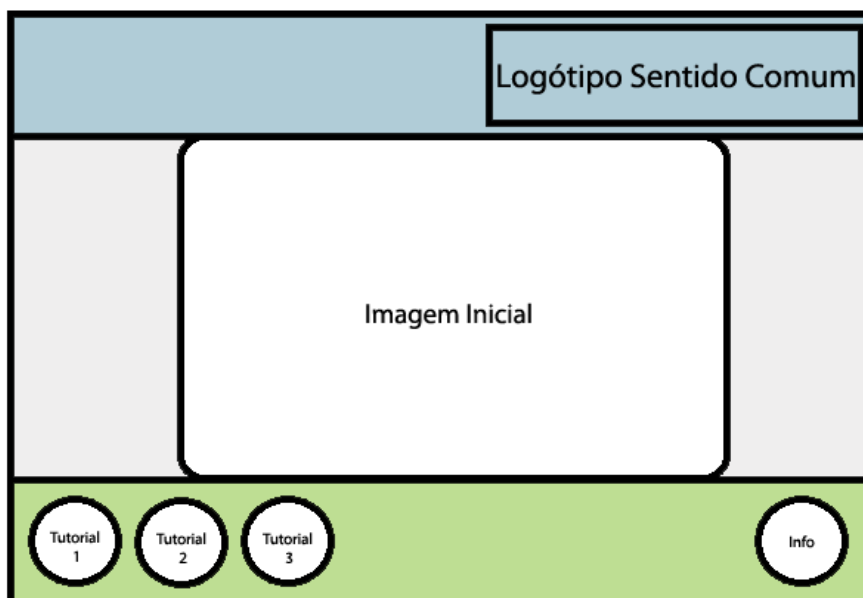 Logótipo Sentido Comum
Imagem Inicial
Tutorial
1
Tutorial
2
Tutorial
3
Info